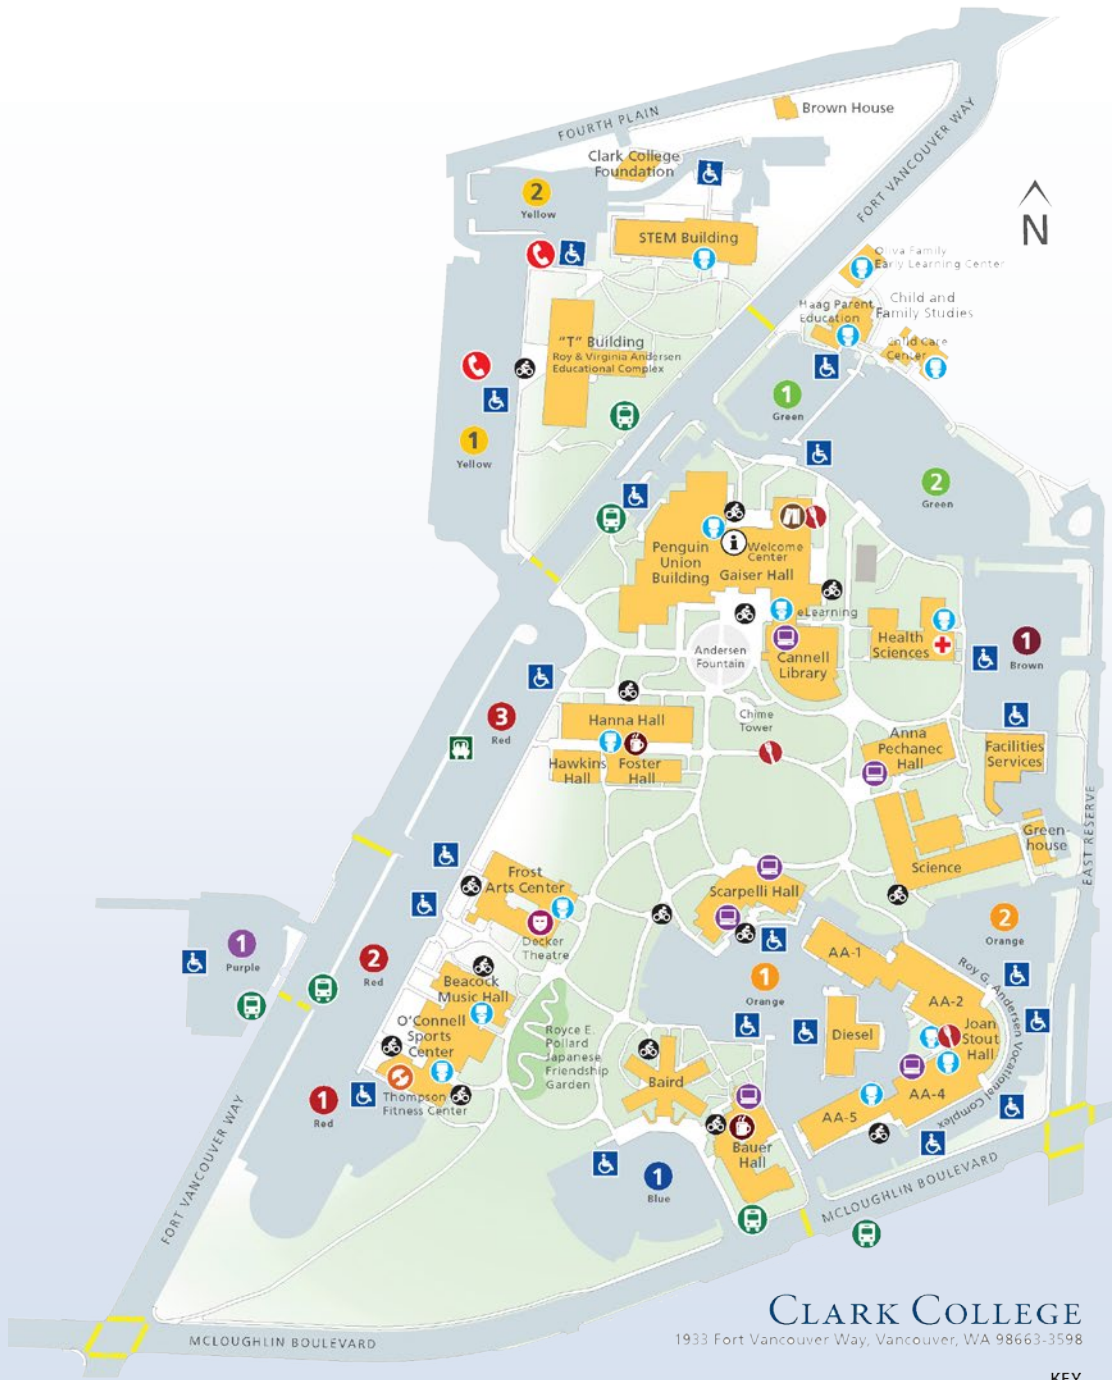 Brown House
FOURTH PLAIN
FORT VANCOUVER WAY
Clark College
Foundation
2
Yellow
STEM Building
N
Oliva Family
Early Learning Center
Haag Parent
Education
Child and
Family Studies
Child Care
Center
"T" Building
Roy & Virginia Andersen
Educational Complex
1
Green
1
Yellow
2
Green
Penguin
Union
Building
i
Welcome
Center
Gaiser Hall
eLearning
Andersen
Fountain
Cannell
Library
Health
Sciences
1
Brown
3
Red
Hanna Hall
Chime
Tower
Hawkins
Hall
Foster
Hall
Anna
Pechanec
Hall
Facilities
Services
EAST RESERVE
Green-
house
Science
Frost
Arts Center
Scarpelli Hall
Decker
Theatre
1
Purple
2
Red
2
Orange
1
Orange
AA-1
AA-2
Roy G. Andersen Vocational Complex
Beacock
Music Hall
O'Connell
Sports
Center
Royce E.
Pollard
Japanese
Friendship
Garden
Diesel
Joan
Stout
Hall
Baird
AA-4
AA-5
1
Red
Thompson
Fitness Center
Bauer
Hall
1
Blue
FORT VANCOUVER WAY
MCLOUGHLIN BOULEVARD
MCLOUGHLIN BOULEVARD
CLARK COLLEGE
1933 Fort Vancouver Way, Vancouver, WA 98663-3598
KEY